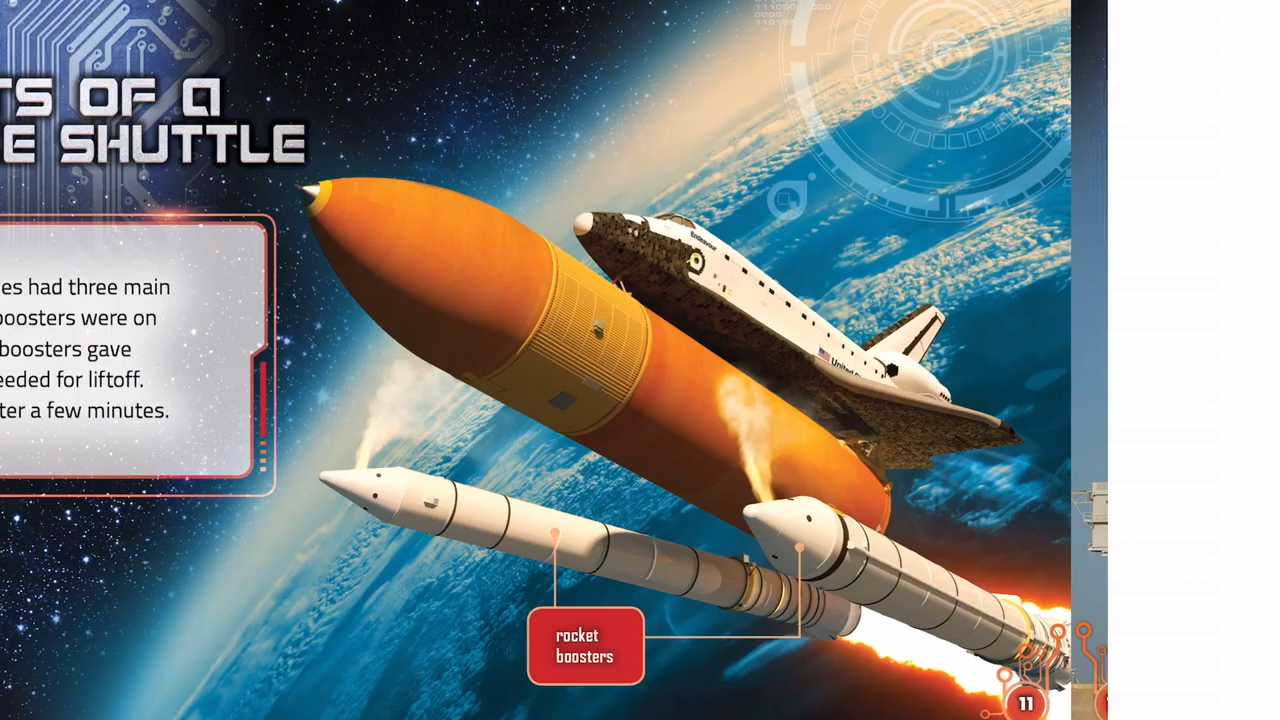 TS OF A
E SHUTTLE
es had three main
boosters were on
boosters gave
eeded for liftoff.
ter a few minutes.
Endeavour
United
rocket
boosters
11